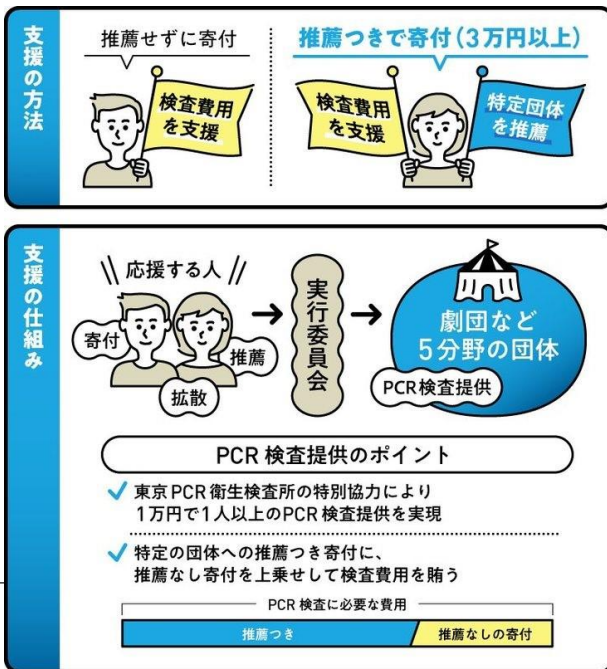 支援の方法
推薦せずに寄付
検査費用
を支援
推薦つきで寄付(3万円以上)
検査費用
を支援
特定団体
を推薦
支援の仕組み
応援する人
寄付
推薦
拡散
実行委員会
劇団など
5分野の団体
PCR検査提供
PCR検査提供のポイント
東京PCR衛生検査所の特別協力により
1万円で1人以上のPCR検査提供を実現
特定の団体への推薦つき寄付に、
推薦なし寄付を上乗せして検査費用を賄う
PCR検査に必要な費用
推薦つき
推薦なしの寄付